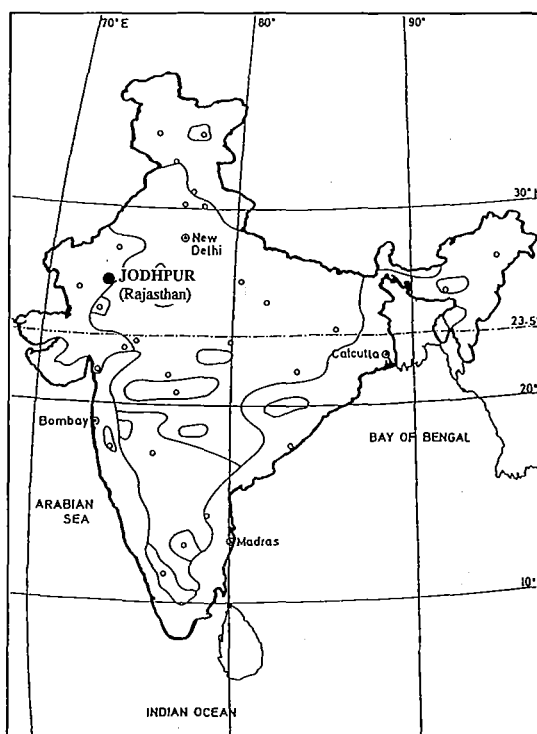 70°E
80°
90°
30° N
New
Delhi
JODHPUR
(Rajasthan)
23.5°
Calcutta
20°
Bombay
BAY OF BENGAL
ARABIAN
SEA
Madras
10°
INDIAN OCEAN